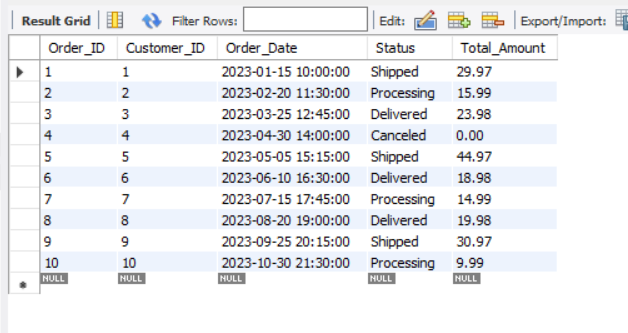 Result Grid Filter Rows: Edit: Export/Import:
Order_ID Customer_ID Order_Date Status Total_Amount
1 1 2023-01-15 10:00:00 Shipped 29.97
2 2 2023-02-20 11:30:00 Processing 15.99
3 3 2023-03-25 12:45:00 Delivered 23.98
4 4 2023-04-30 14:00:00 Canceled 0.00
5 5 2023-05-05 15:15:00 Shipped 44.97
6 6 2023-06-10 16:30:00 Delivered 18.98
7 7 2023-07-15 17:45:00 Processing 14.99
8 8 2023-08-20 19:00:00 Delivered 19.98
9 9 2023-09-25 20:15:00 Shipped 30.97
10 10 2023-10-30 21:30:00 Processing 9.99
NULL NULL NULL NULL NULL